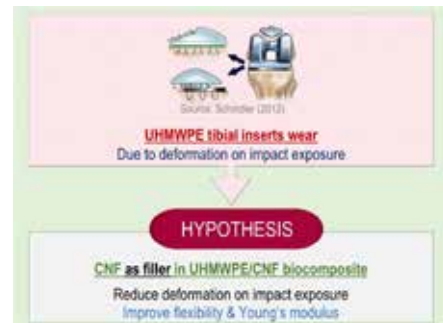 Source: Schindler (2012)
UHMWPE tibial inserts wear
Due to deformation on impact exposure
HYPOTHESIS
CNF as filler in UHMWPE/CNF biocomposite
Reduce deformation on impact exposure
Improve flexibility & Young's modulus